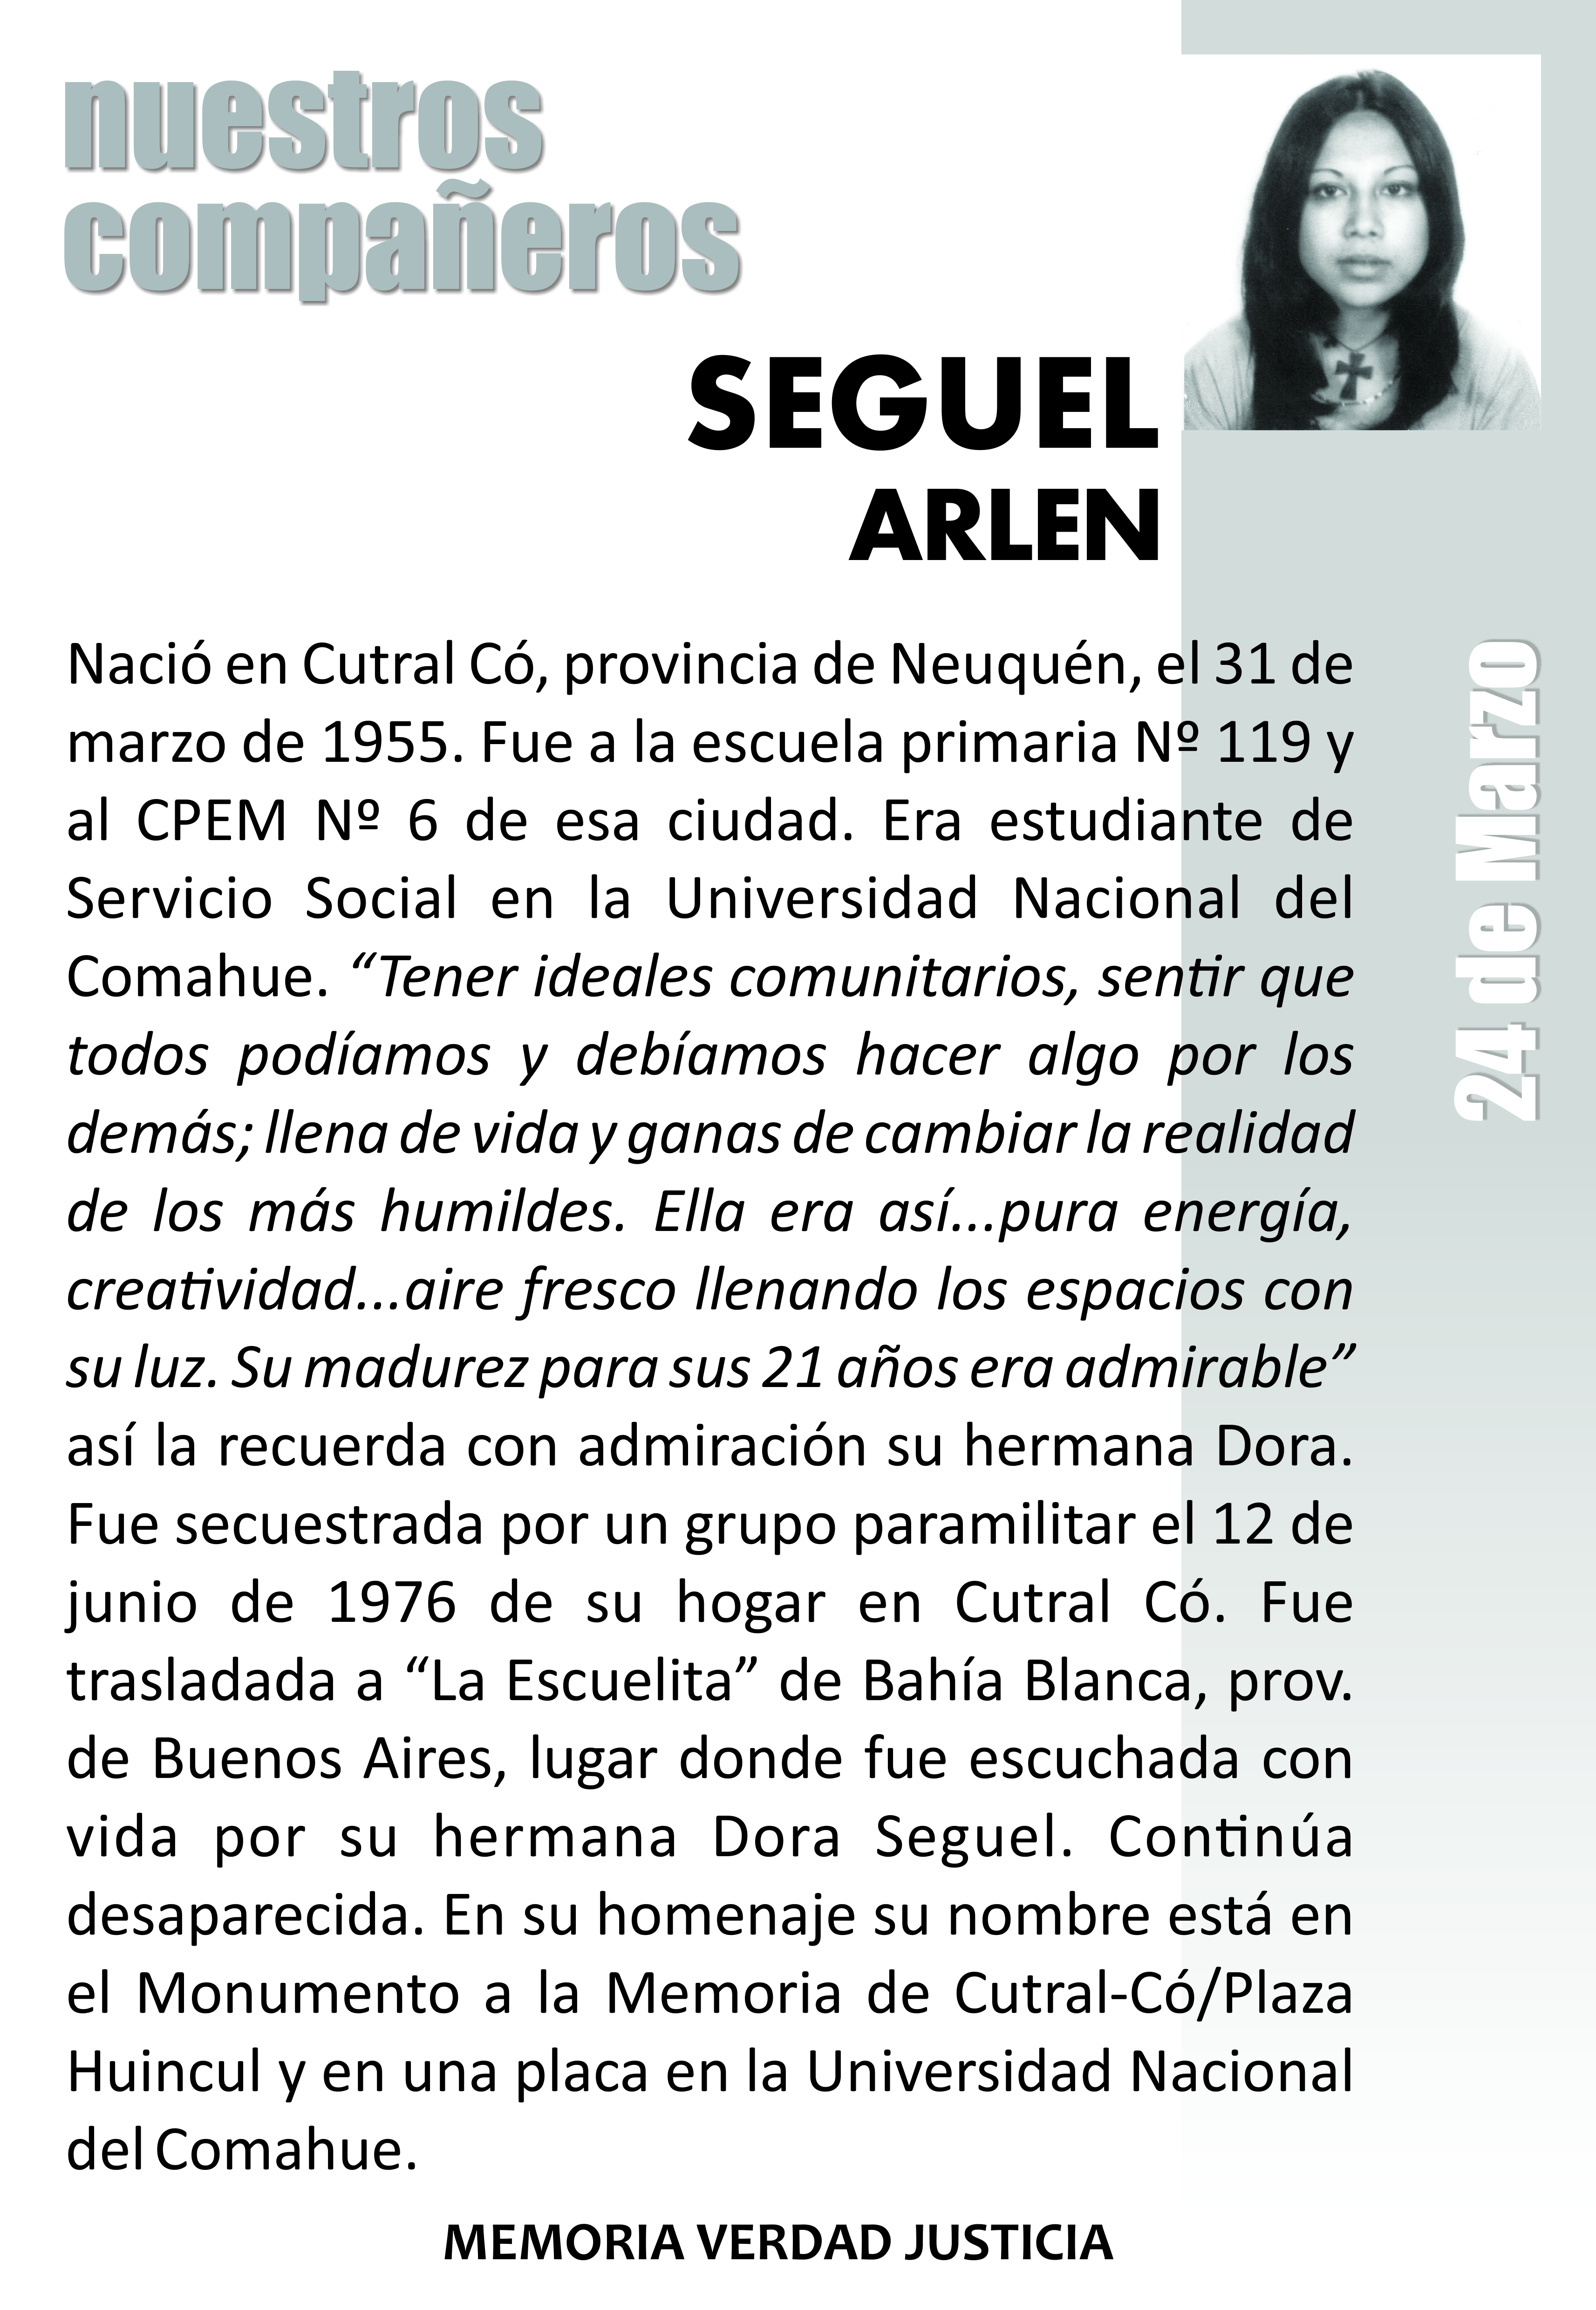 nuestros
compañeros
SEGUEL
ARLEN
Nació en Cutral Có, provincia de Neuquén, el 31 de
marzo de 1955. Fue a la escuela primaria Nº 119 y
al CPEM Nº 6 de esa ciudad. Era estudiante de
Servicio Social en la Universidad Nacional del
Comahue. “Tener ideales comunitarios, sentir que
todos podíamos y debíamos hacer algo por los
demás; llena de vida y ganas de cambiar la realidad
de los más humildes. Ella era así...pura energía,
creatividad...aire fresco llenando los espacios con
su luz. Su madurez para sus 21 años era admirable”
así la recuerda con admiración su hermana Dora.
Fue secuestrada por un grupo paramilitar el 12 de
junio de 1976 de su hogar en Cutral Có. Fue
trasladada a “La Escuelita” de Bahía Blanca, prov.
de Buenos Aires, lugar donde fue escuchada con
vida por su hermana Dora Seguel. Continúa
desaparecida. En su homenaje su nombre está en
el Monumento a la Memoria de Cutral-Có/Plaza
Huincul y en una placa en la Universidad Nacional
del Comahue.
24 de Marzo
MEMORIA VERDAD JUSTICIA